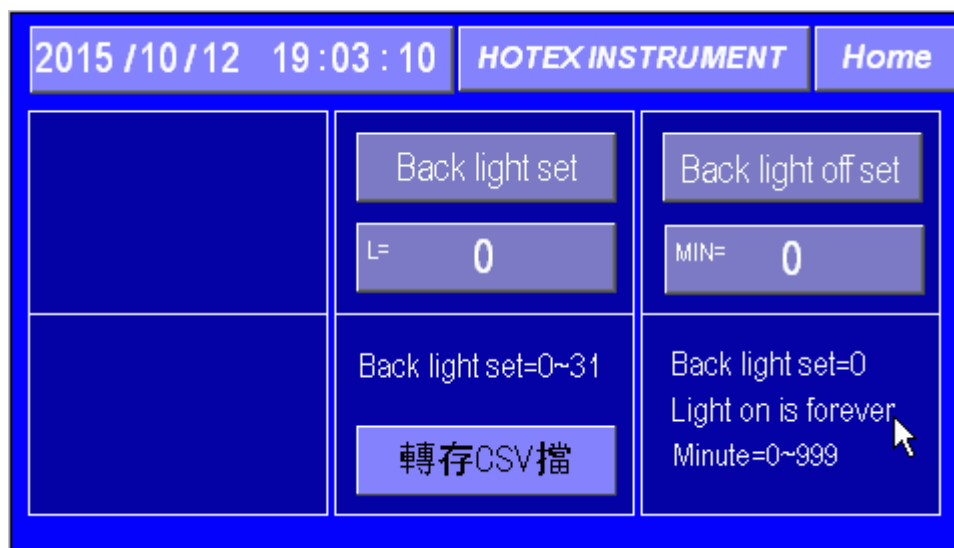 2015 /10/12 19:03:10 HOTEX INSTRUMENT Home
Back light set
L= 0
Back light set=0~31
轉存CSV擋
Back light off set
MIN= 0
Back light set=0
Light on is forever
Minute=0~999